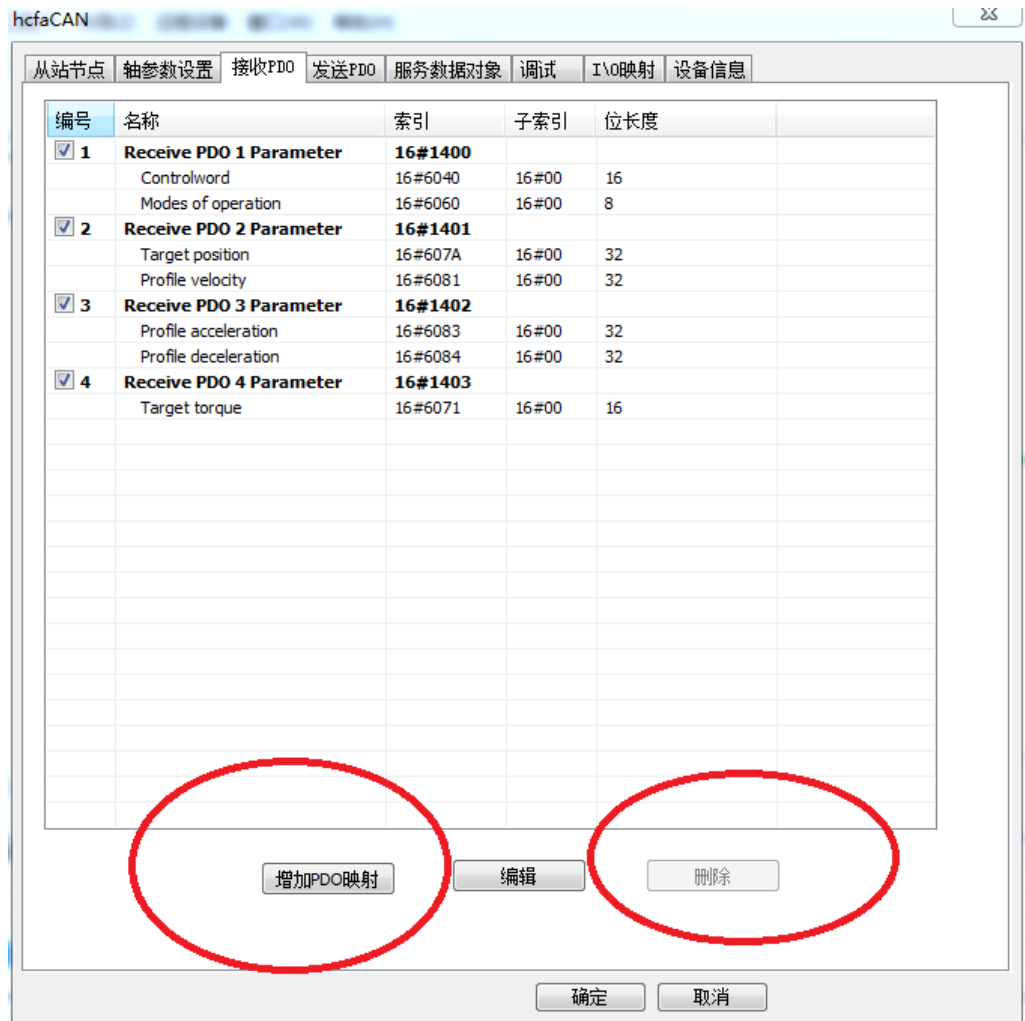 hcfaCAN
从站节点 轴参数设置 接收PDO 发送PDO 服务数据对象 调试 I\O映射 设备信息
编号 名称 索引 子索引 位长度
1 Receive PDO 1 Parameter 16#1400
Controlword 16#6040 16#00 16
Modes of operation 16#6060 16#00 8
2 Receive PDO 2 Parameter 16#1401
Target position 16#607A 16#00 32
Profile velocity 16#6081 16#00 32
3 Receive PDO 3 Parameter 16#1402
Profile acceleration 16#6083 16#00 32
Profile deceleration 16#6084 16#00 32
4 Receive PDO 4 Parameter 16#1403
Target torque 16#6071 16#00 16
增加PDO映射 编辑 删除
确定 取消